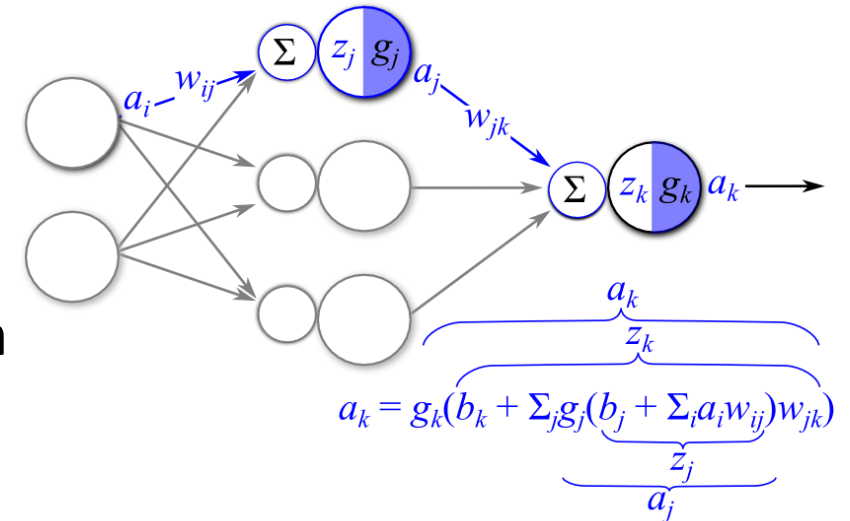 Σ z_j g_j
a_i w_ij a_j
w_jk
Σ z_k g_k a_k
n
a_k
z_k
a_k = g_k(b_k + Σ_j g_j(b_j + Σ_i a_i w_ij)w_jk)
z_j
a_j